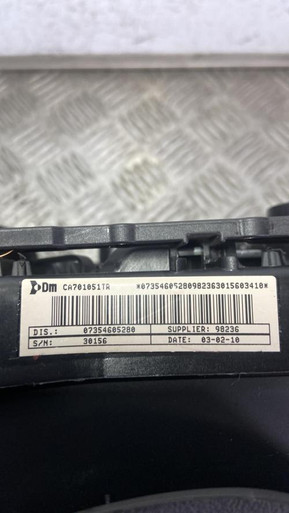 Dm CA701051TR *07354605280982363015603410*
DIS.: 07354605280 SUPPLIER: 98236
S/N: 30156 DATE: 03-02-10